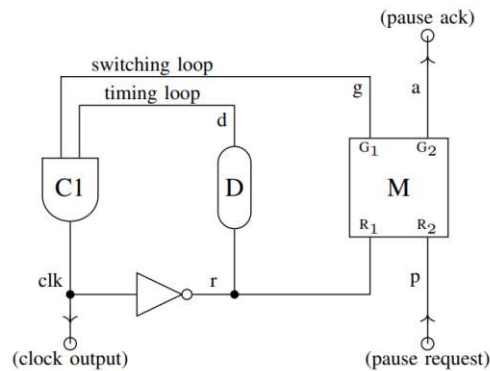 (pause ack)
switching loop
g
a
timing loop
d
G1
G2
C1
D
M
R1
R2
clk
r
p
(clock output)
(pause request)